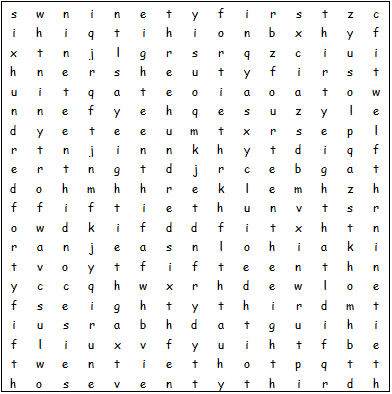 s w n i n e t y f i r s t z c
i h i q t i h i o n b x h y f
x t n j l g r s r q z c i u i
h n e r s h e u t y f i r s t
u i t q a t e o i a o a t o w
n n e f y e h q e s u z y l e
d y e t e e u m t x r s e p l
r t n j i n n k h y t d i q f
e r t n g t d j r c e b g a t
d o h m h h r e k l e m h z h
f f i f t i e t h u n v t s r
o w d k i f d d f i t x h t n
r a n j e a s n l o h i a k i
t v o y t f i f t e e n t h n
y c c q h w x r h d e w l o e
f s e i g h t y t h i r d m t
i u s r a b h d a t g u i h i
f l i u x v f y u i h t f b e
t w e n t i e t h o t p q t t
h o s e v e n t y t h i r d h